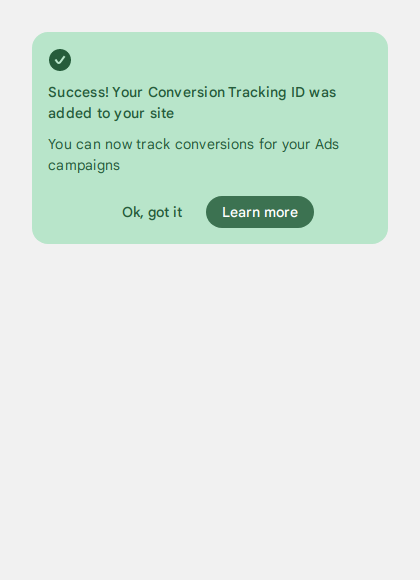 Success! Your Conversion Tracking ID was
added to your site
You can now track conversions for your Ads
campaigns
Ok, got it
Learn more